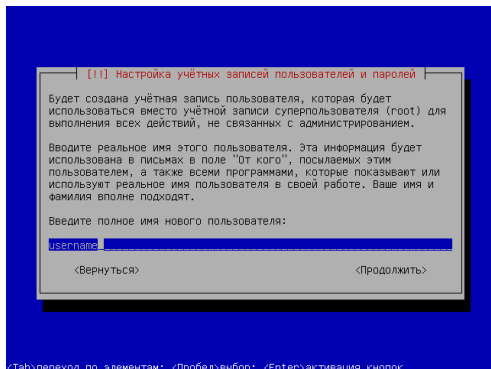 [!!] Настройка учётных записей пользователей и паролей
Будет создана учётная запись пользователя, которая будет
использоваться вместо учётной записи суперпользователя (root) для
выполнения всех действий, не связанных с администрированием.
Вводите реальное имя этого пользователя. Эта информация будет
использована в письмах в поле "От кого", посылаемых этим
пользователем, а также всеми программами, которые показывают или
используют реальное имя пользователя в своей работе. Ваше имя и
фамилия вполне подходят.
Введите полное имя нового пользователя:
username
<Вернуться> <Продолжить>
<Tab>переход по элементам; <Пробел>выбор; <Enter>активация кнопок